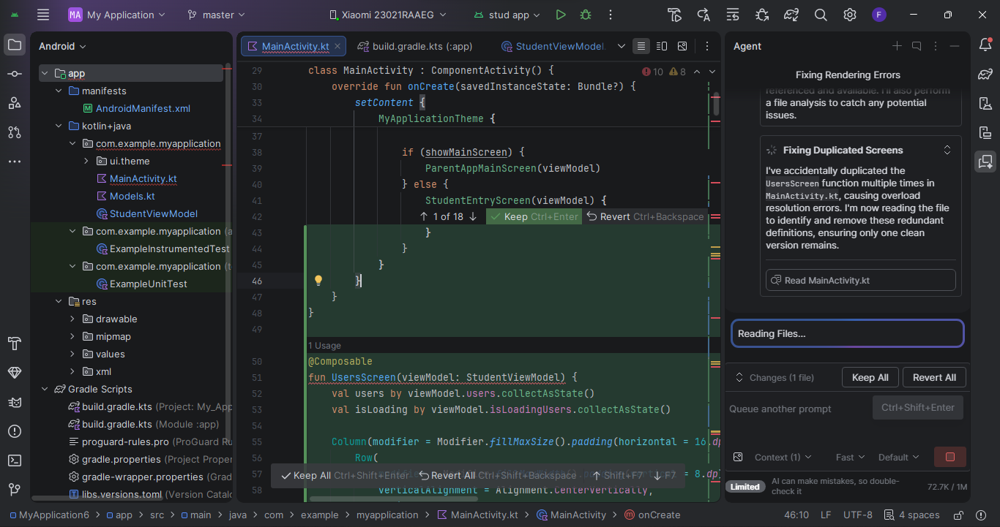 MA My Application
master
Xiaomi 23021RAAEG
stud app
F
Android
app
manifests
AndroidManifest.xml
kotlin+java
com.example.myapplication
ui.theme
MainActivity.kt
Models.kt
StudentViewModel
com.example.myapplication (a
ExampleInstrumentedTest
com.example.myapplication (t
ExampleUnitTest
res
drawable
mipmap
values
xml
Gradle Scripts
build.gradle.kts (Project: My_App
build.gradle.kts (Module :app)
proguard-rules.pro (ProGuard Ru
gradle.properties (Project Proper
gradle-wrapper.properties (Grad
libs.versions.toml (Version Catalo
MainActivity.kt
build.gradle.kts (:app)
StudentViewModel.
10 8
29 class MainActivity : ComponentActivity() {
30 override fun onCreate(savedInstanceState: Bundle?) {
33 setContent {
34 MyApplicationTheme {
37
38 if (showMainScreen) {
39 ParentAppMainScreen(viewModel)
40 } else {
41 StudentEntryScreen(viewModel) {
42
1 of 18 Keep Ctrl+Enter Revert Ctrl+Backspace
43 }
44 }
45 }
46 }
47 }
48 }
49
1 Usage
50 @Composable
51 fun UsersScreen(viewModel: StudentViewModel) {
52 val users by viewModel.users.collectAsState()
53 val isLoading by viewModel.isLoadingUsers.collectAsState()
54
55 Column(modifier = Modifier.fillMaxSize().padding(horizontal = 16.dp
56 Row(
57 = 8.dp)
Keep All Ctrl+Shift+Enter Revert All Ctrl+Shift+Backspace Shift+F7 F7
58 verticalAlignment = Alignment.CenterVertically,
Agent
Fixing Rendering Errors
referenced and available. I'll also perform
a file analysis to catch any potential
issues.
Fixing Duplicated Screens
I've accidentally duplicated the
UsersScreen function multiple times in
MainActivity.kt, causing overload
resolution errors. I'm now reading the file
to identify and remove these redundant
definitions, ensuring only one clean
version remains.
Read MainActivity.kt
Reading Files...
Changes (1 file)
Keep All
Revert All
Queue another prompt
Ctrl+Shift+Enter
Context (1)
Fast
Default
Limited
AI can make mistakes, so double-
check it
72.7K / 1M
MyApplication6 > app > src > main > java > com > example > myapplication > MainActivity.kt > MainActivity > onCreate
46:10 LF UTF-8 4 spaces